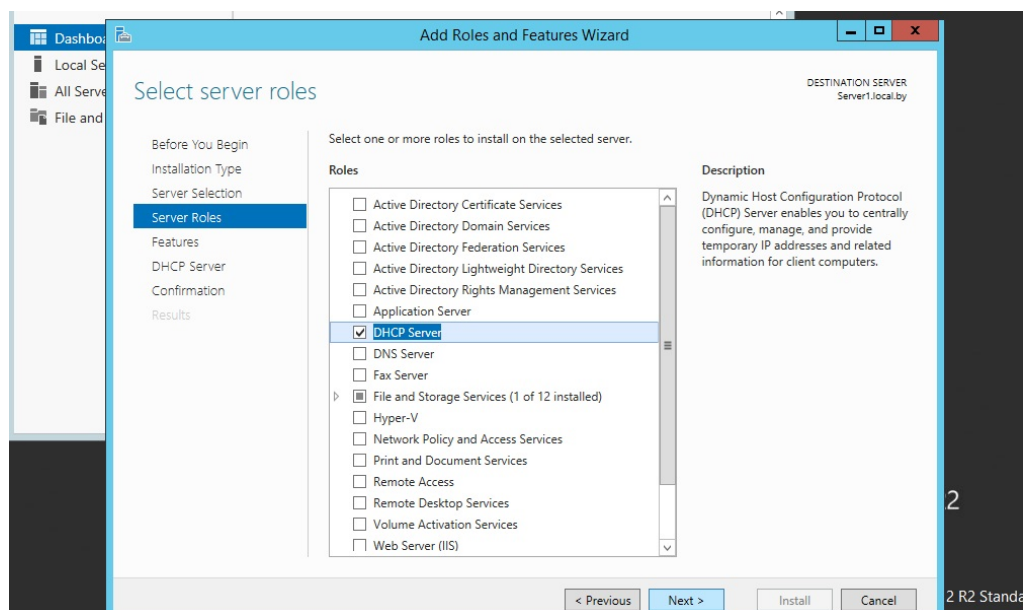 Dashbo
Local Se
All Serve
File and
Add Roles and Features Wizard
Select server roles
DESTINATION SERVER
Server1.local.by
Before You Begin
Installation Type
Server Selection
Server Roles
Features
DHCP Server
Confirmation
Results
Select one or more roles to install on the selected server.
Roles
Active Directory Certificate Services
Active Directory Domain Services
Active Directory Federation Services
Active Directory Lightweight Directory Services
Active Directory Rights Management Services
Application Server
DHCP Server
DNS Server
Fax Server
File and Storage Services (1 of 12 installed)
Hyper-V
Network Policy and Access Services
Print and Document Services
Remote Access
Remote Desktop Services
Volume Activation Services
Web Server (IIS)
Description
Dynamic Host Configuration Protocol
(DHCP) Server enables you to centrally
configure, manage, and provide
temporary IP addresses and related
information for client computers.
< Previous
Next >
Install
Cancel
2
2 R2 Standa